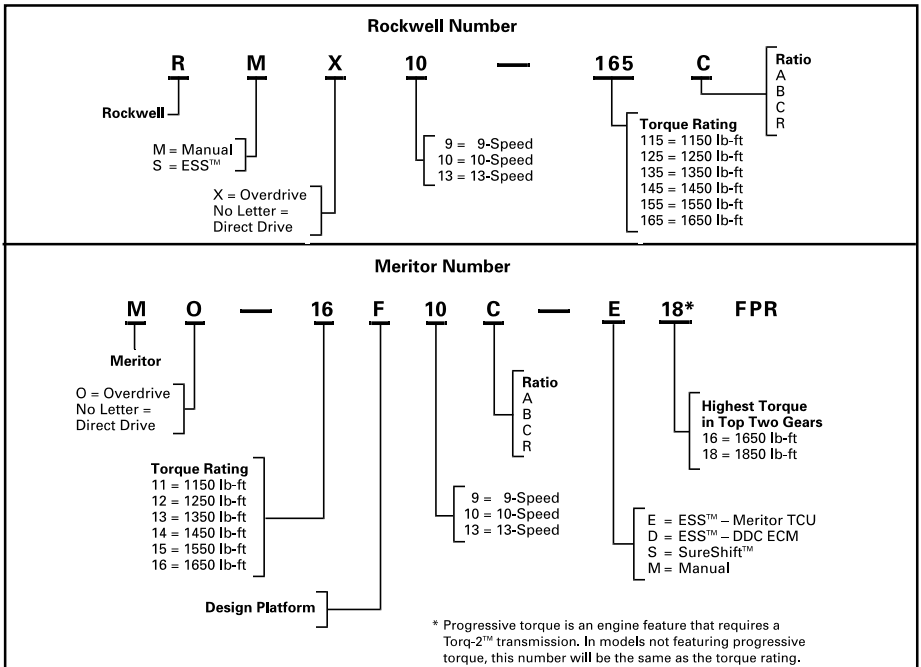 Rockwell Number
R M X 10 — 165 C
Rockwell
M = Manual
S = ESS™
X = Overdrive
No Letter =
Direct Drive
9 = 9-Speed
10 = 10-Speed
13 = 13-Speed
Torque Rating
115 = 1150 lb-ft
125 = 1250 lb-ft
135 = 1350 lb-ft
145 = 1450 lb-ft
155 = 1550 lb-ft
165 = 1650 lb-ft
Ratio
A
B
C
R
Meritor Number
M O — 16 F 10 C — E 18* FPR
Meritor
O = Overdrive
No Letter =
Direct Drive
Torque Rating
11 = 1150 lb-ft
12 = 1250 lb-ft
13 = 1350 lb-ft
14 = 1450 lb-ft
15 = 1550 lb-ft
16 = 1650 lb-ft
Design Platform
9 = 9-Speed
10 = 10-Speed
13 = 13-Speed
Ratio
A
B
C
R
E = ESS™ – Meritor TCU
D = ESS™ – DDC ECM
S = SureShift™
M = Manual
Highest Torque
in Top Two Gears
16 = 1650 lb-ft
18 = 1850 lb-ft
* Progressive torque is an engine feature that requires a
Torq-2™ transmission. In models not featuring progressive
torque, this number will be the same as the torque rating.